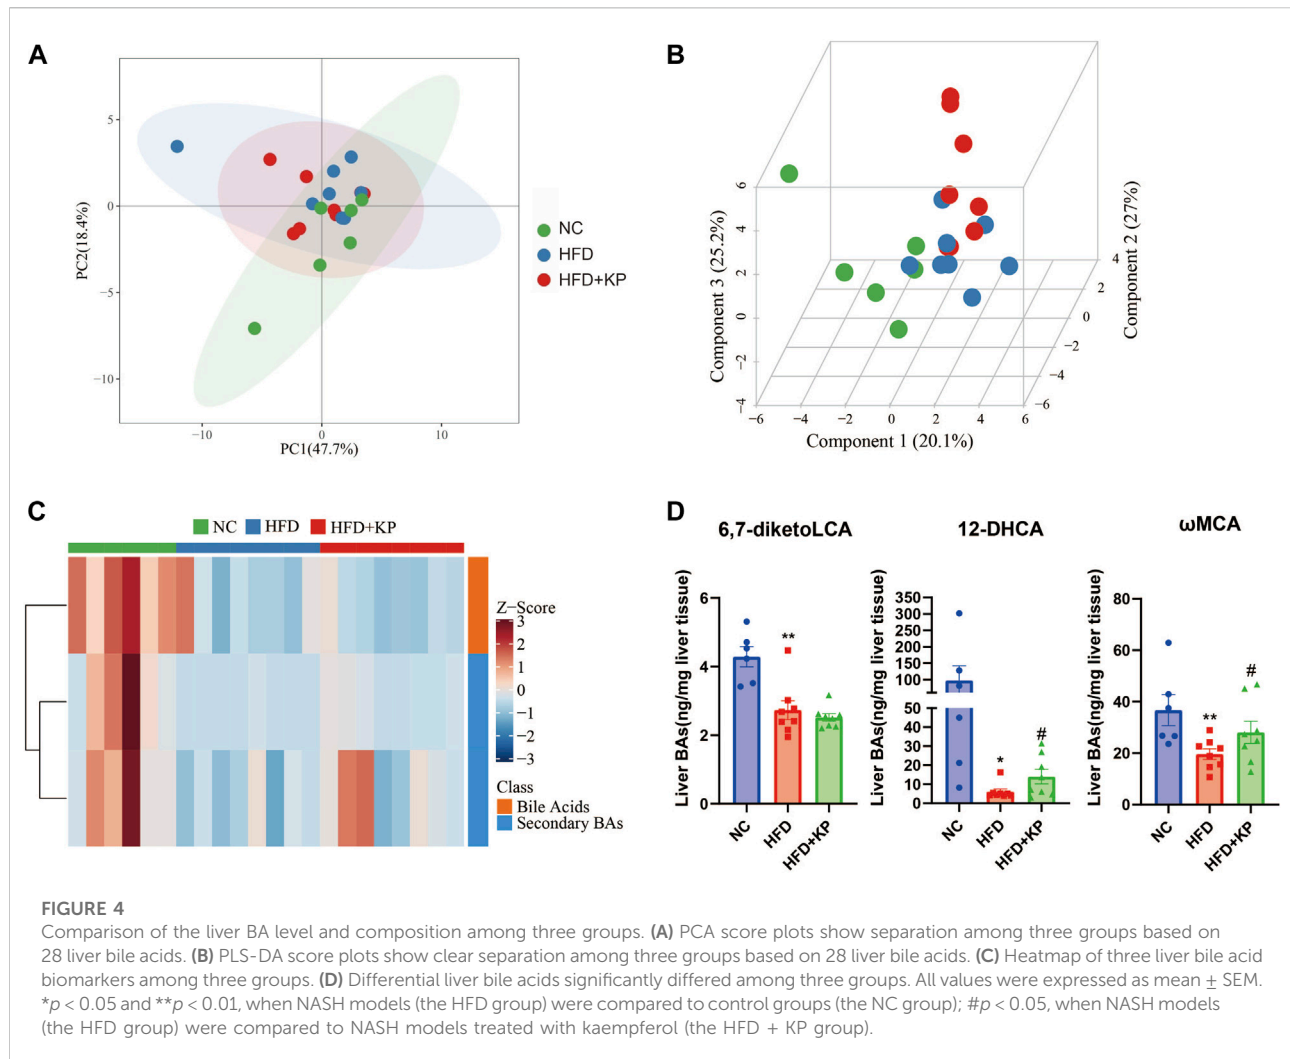 A
5
0
−5
−10
PC2(18.4%)
−10
0
10
PC1(47.7%)
NC
HFD
HFD+KP
B
6
4
2
0
−2
−4
Component 3 (25.2%)
−6
−4
−2
0
2
4
6
Component 1 (20.1%)
4
2
0
−2
−4
−6
Component 2 (27%)
C
NC HFD HFD+KP
Z−Score
3
2
1
0
−1
−2
−3
Class
Bile Acids
Secondary BAs
D
6,7-diketoLCA
Liver BAs(ng/mg liver tissue)
6
4
2
0
**
NC
HFD
HFD+KP
12-DHCA
Liver BAs(ng/mg liver tissue)
350
300
250
200
150
100
50
40
30
20
10
0
*
#
NC
HFD
HFD+KP
ωMCA
Liver BAs(ng/mg liver tissue)
80
60
40
20
0
**
#
NC
HFD
HFD+KP
FIGURE 4
Comparison of the liver BA level and composition among three groups. (A) PCA score plots show separation among three groups based on
28 liver bile acids. (B) PLS-DA score plots show clear separation among three groups based on 28 liver bile acids. (C) Heatmap of three liver bile acid
biomarkers among three groups. (D) Differential liver bile acids significantly differed among three groups. All values were expressed as mean ± SEM.
*p < 0.05 and **p < 0.01, when NASH models (the HFD group) were compared to control groups (the NC group); #p < 0.05, when NASH models
(the HFD group) were compared to NASH models treated with kaempferol (the HFD + KP group).